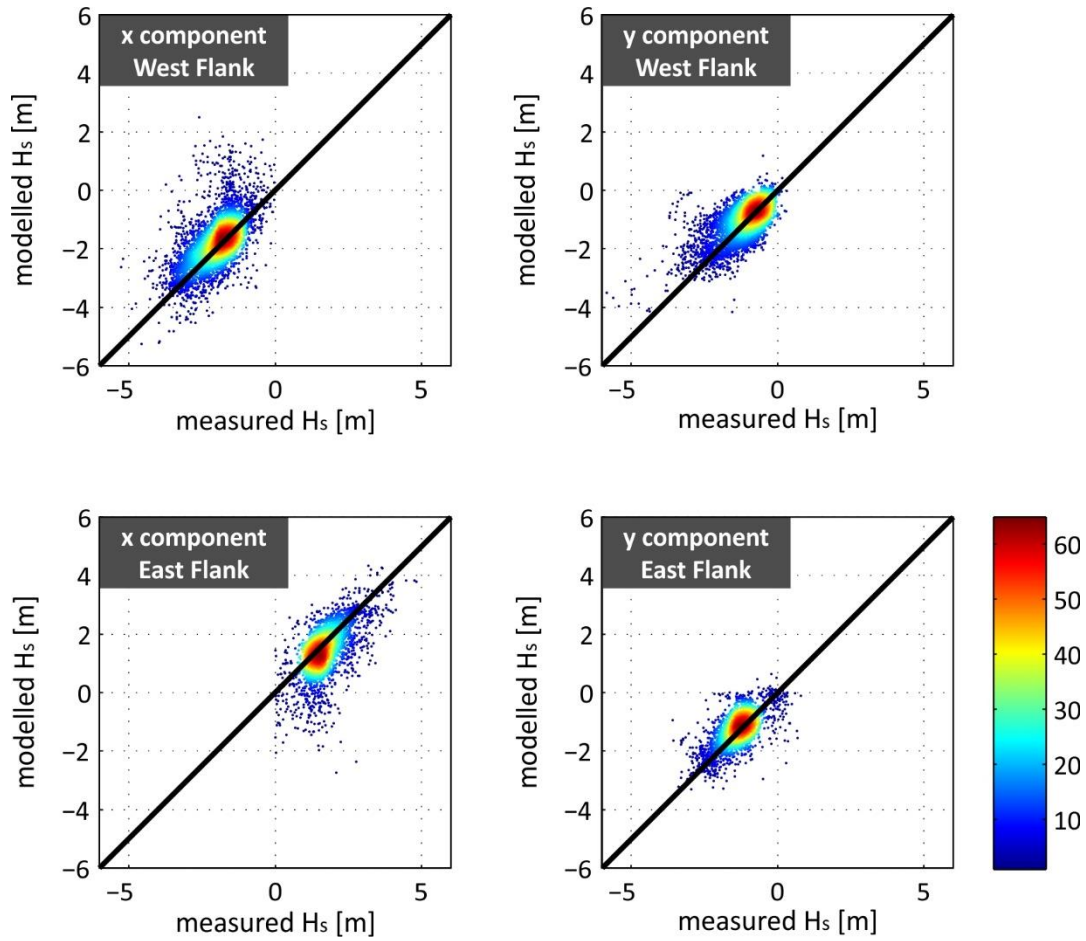 x component
West Flank
6
4
2
0
−2
−4
−6
−5
0
5
modelled Hs [m]
measured Hs [m]
y component
West Flank
6
4
2
0
−2
−4
−6
−5
0
5
modelled Hs [m]
measured Hs [m]
x component
East Flank
6
4
2
0
−2
−4
−6
−5
0
5
modelled Hs [m]
measured Hs [m]
y component
East Flank
6
4
2
0
−2
−4
−6
−5
0
5
modelled Hs [m]
measured Hs [m]
60
50
40
30
20
10